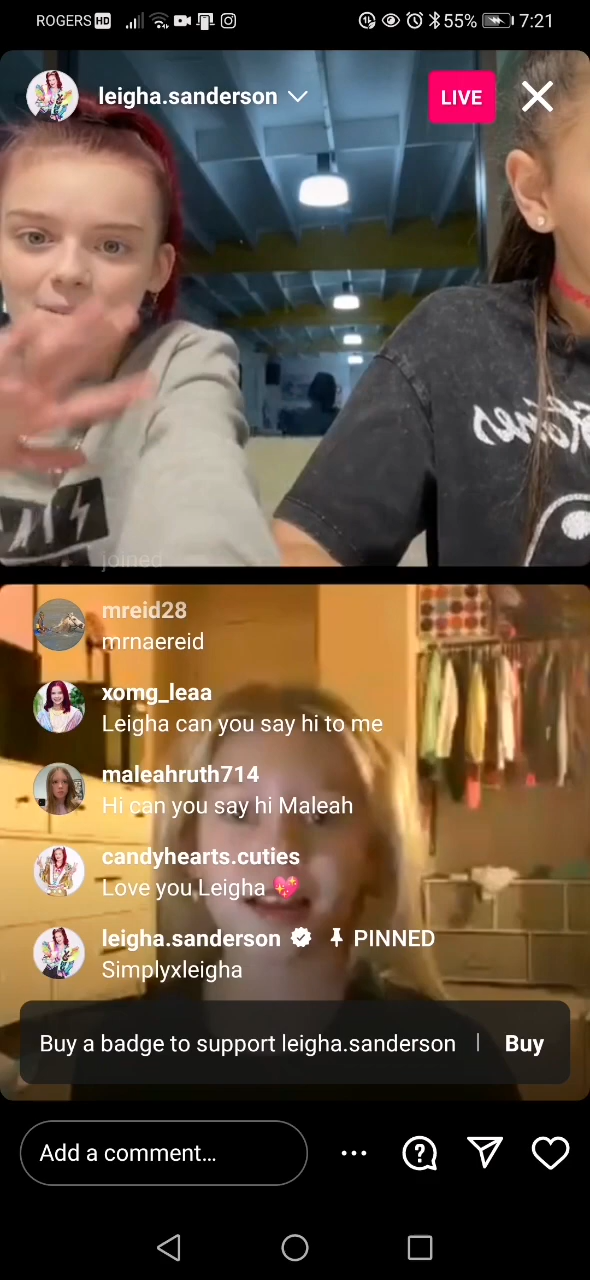 ROGERS HD 55% 7:21
leigha.sanderson LIVE
joined
mreid28
mrnaereid
xomg_leaa
Leigha can you say hi to me
maleahruth714
Hi can you say hi Maleah
candyhearts.cuties
Love you Leigha 💖
leigha.sanderson PINNED
Simplyxleigha
Buy a badge to support leigha.sanderson | Buy
Add a comment...